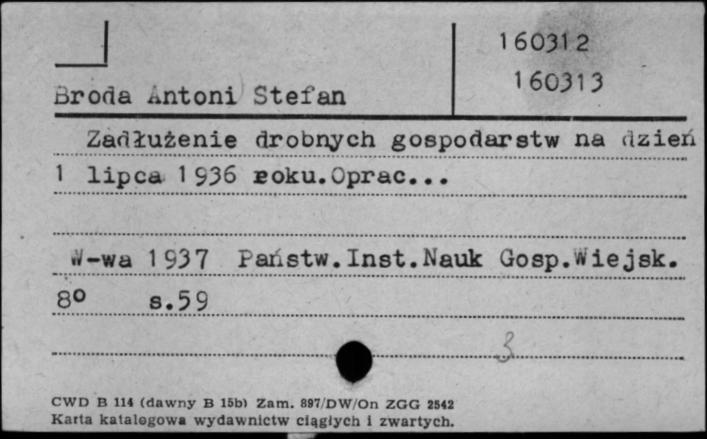 160312
160313
Broda Antoni Stefan
Zadłużenie drobnych gospodarstw na dzień
1 lipca 1936 roku.Oprac...
W-wa 1937 Państw.Inst.Nauk Gosp.Wiejsk.
8o s.59
3
CWD B 114 (dawny B 15b) Zam. 897/DW/On ZGG 2542
Karta katalogowa wydawnictw ciągłych i zwartych.